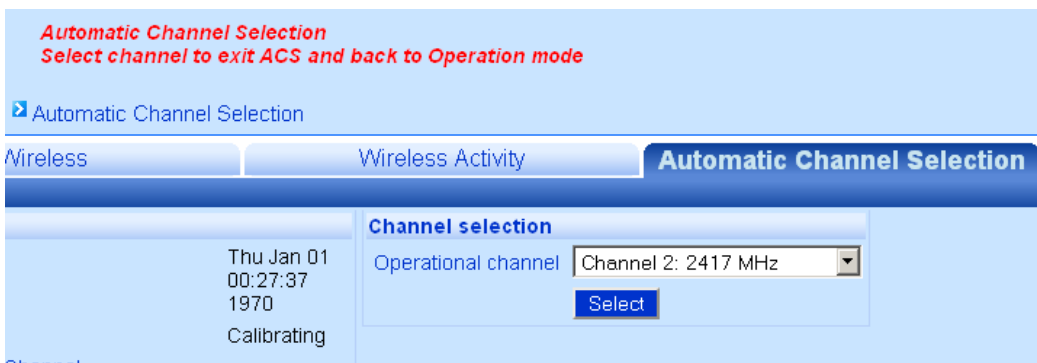 Automatic Channel Selection
Select channel to exit ACS and back to Operation mode
Automatic Channel Selection
Wireless
Wireless Activity
Automatic Channel Selection
Channel selection
Thu Jan 01
00:27:37
1970
Calibrating
Operational channel
Channel 2: 2417 MHz
Select